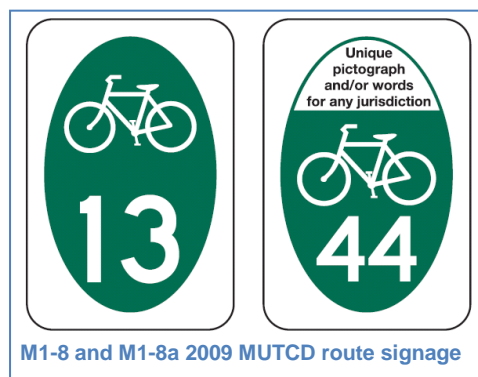 13
Unique
pictograph
and/or words
for any jurisdiction
44
M1-8 and M1-8a 2009 MUTCD route signage